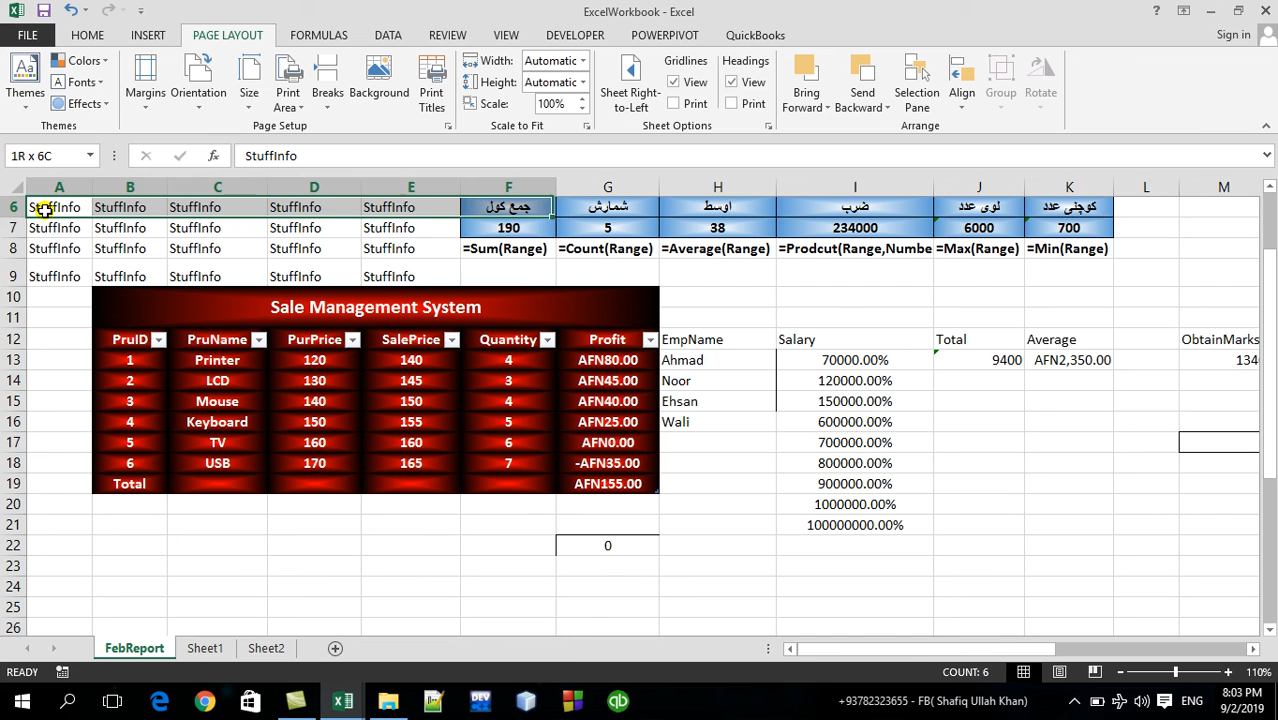 ExcelWorkbook - Excel
FILE HOME INSERT PAGE LAYOUT FORMULAS DATA REVIEW VIEW DEVELOPER POWERPIVOT QuickBooks Sign in
Themes Colors Fonts Effects Margins Orientation Size Print Area Breaks Background Print Titles Width: Automatic Height: Automatic Scale: 100% Sheet Right-to-Left Gridlines View Print Headings View Print Bring Forward Send Backward Selection Pane Align Group Rotate
Themes Page Setup Scale to Fit Sheet Options Arrange
1R x 6C StuffInfo
A B C D E F G H I J K L M
6 StuffInfo StuffInfo StuffInfo StuffInfo StuffInfo جمع کول شمارش اوسط ضرب لوی عدد کوچنی عدد
7 StuffInfo StuffInfo StuffInfo StuffInfo StuffInfo 190 5 38 234000 6000 700
8 StuffInfo StuffInfo StuffInfo StuffInfo StuffInfo =Sum(Range) =Count(Range) =Average(Range) =Prodcut(Range,Numbe =Max(Range) =Min(Range)
9 StuffInfo StuffInfo StuffInfo StuffInfo StuffInfo
10
Sale Management System
11
12 PruID PruName PurPrice SalePrice Quantity Profit EmpName Salary Total Average ObtainMarks
13 1 Printer 120 140 4 AFN80.00 Ahmad 70000.00% 9400 AFN2,350.00 134
14 2 LCD 130 145 3 AFN45.00 Noor 120000.00%
15 3 Mouse 140 150 4 AFN40.00 Ehsan 150000.00%
16 4 Keyboard 150 155 5 AFN25.00 Wali 600000.00%
17 5 TV 160 160 6 AFN0.00 700000.00%
18 6 USB 170 165 7 -AFN35.00 800000.00%
19 Total AFN155.00 900000.00%
20 1000000.00%
21 100000000.00%
22 0
23
24
25
26
FebReport Sheet1 Sheet2
READY COUNT: 6 110%
+93782323655 - FB( Shafiq Ullah Khan) ENG 8:03 PM
9/2/2019